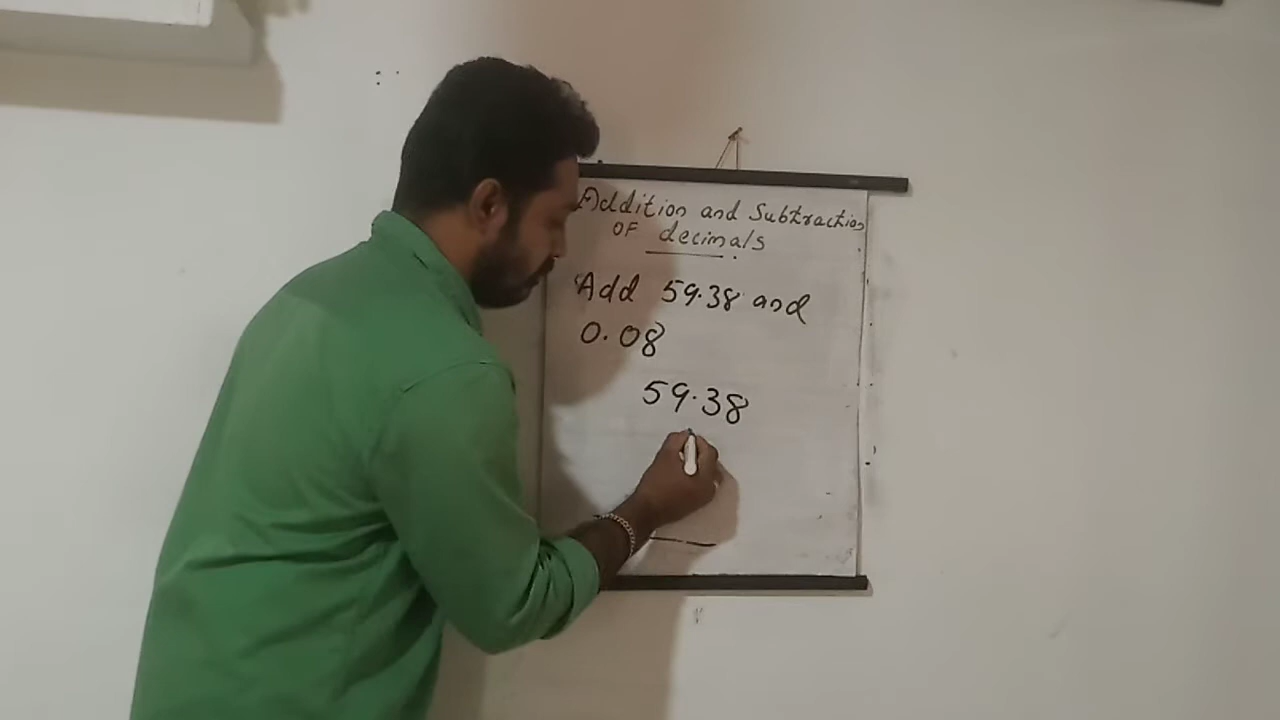 Addition and Subtraction
OF decimals
Add 59.38 and
0.08
59.38